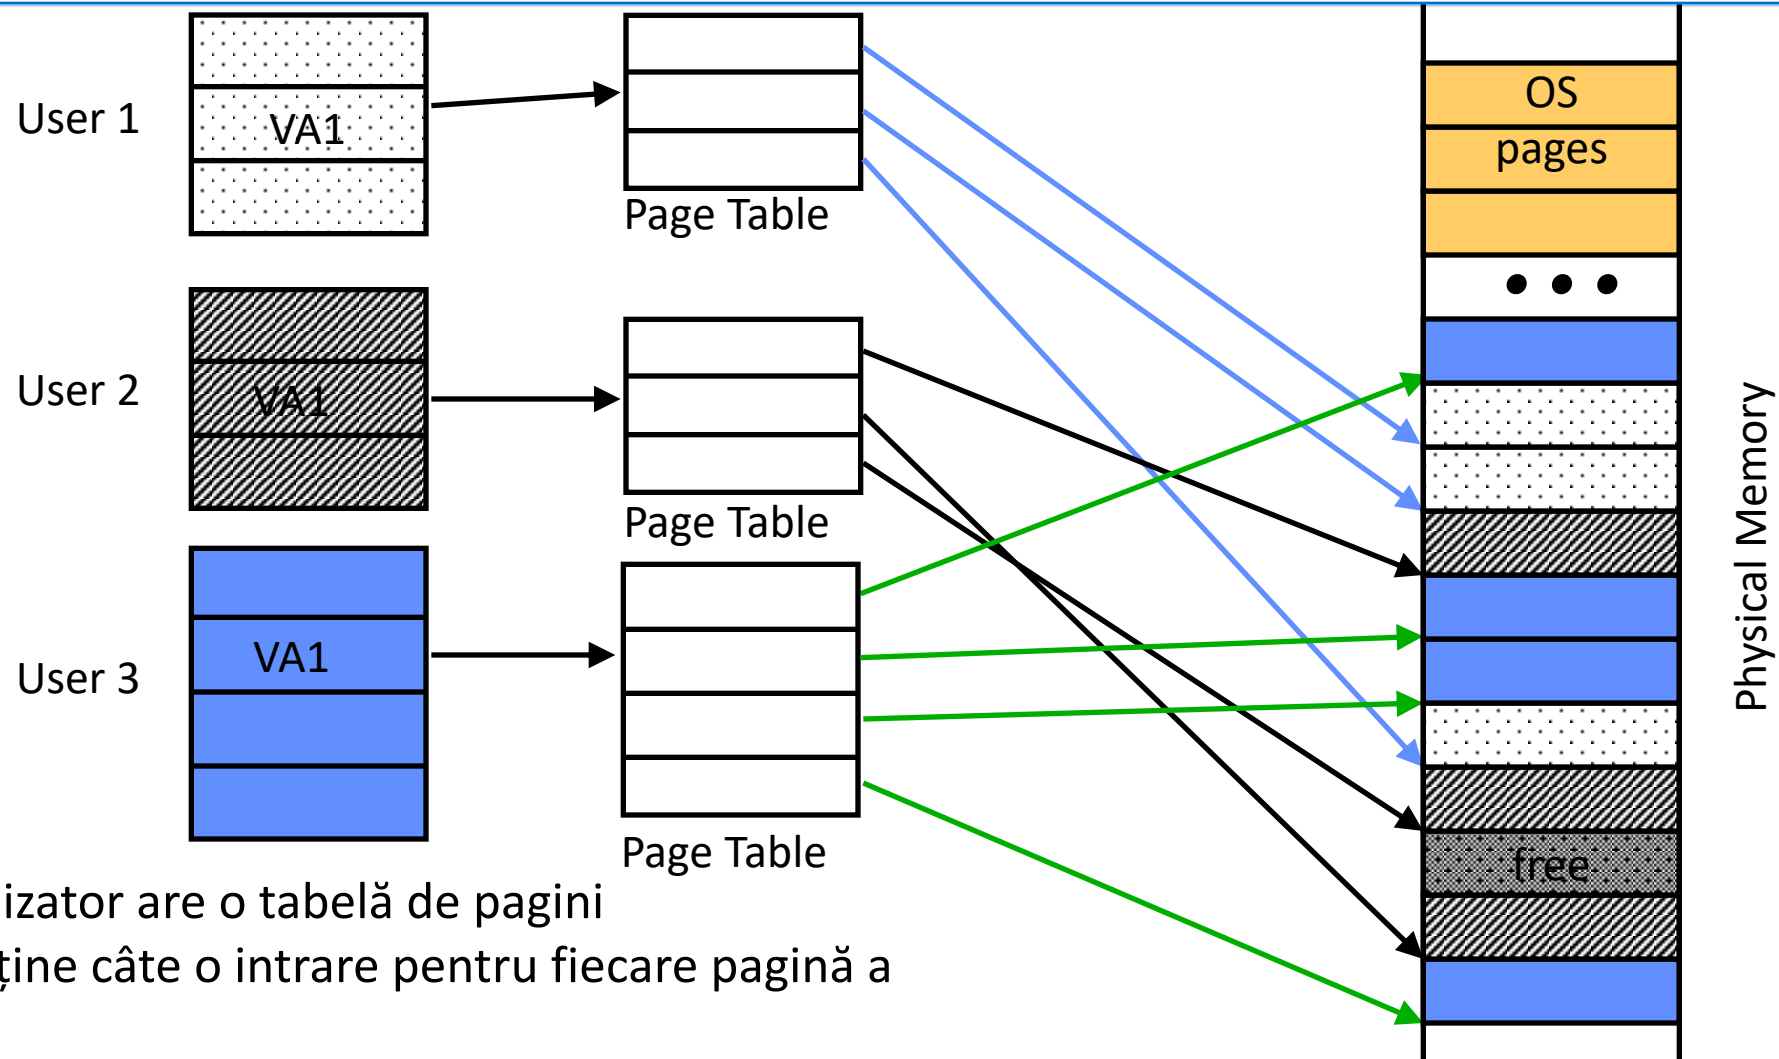 User 1
VA1
Page Table
User 2
VA1
Page Table
User 3
VA1
Page Table
OS
pages
free
Physical Memory
izator are o tabelă de pagini
ține câte o intrare pentru fiecare pagină a